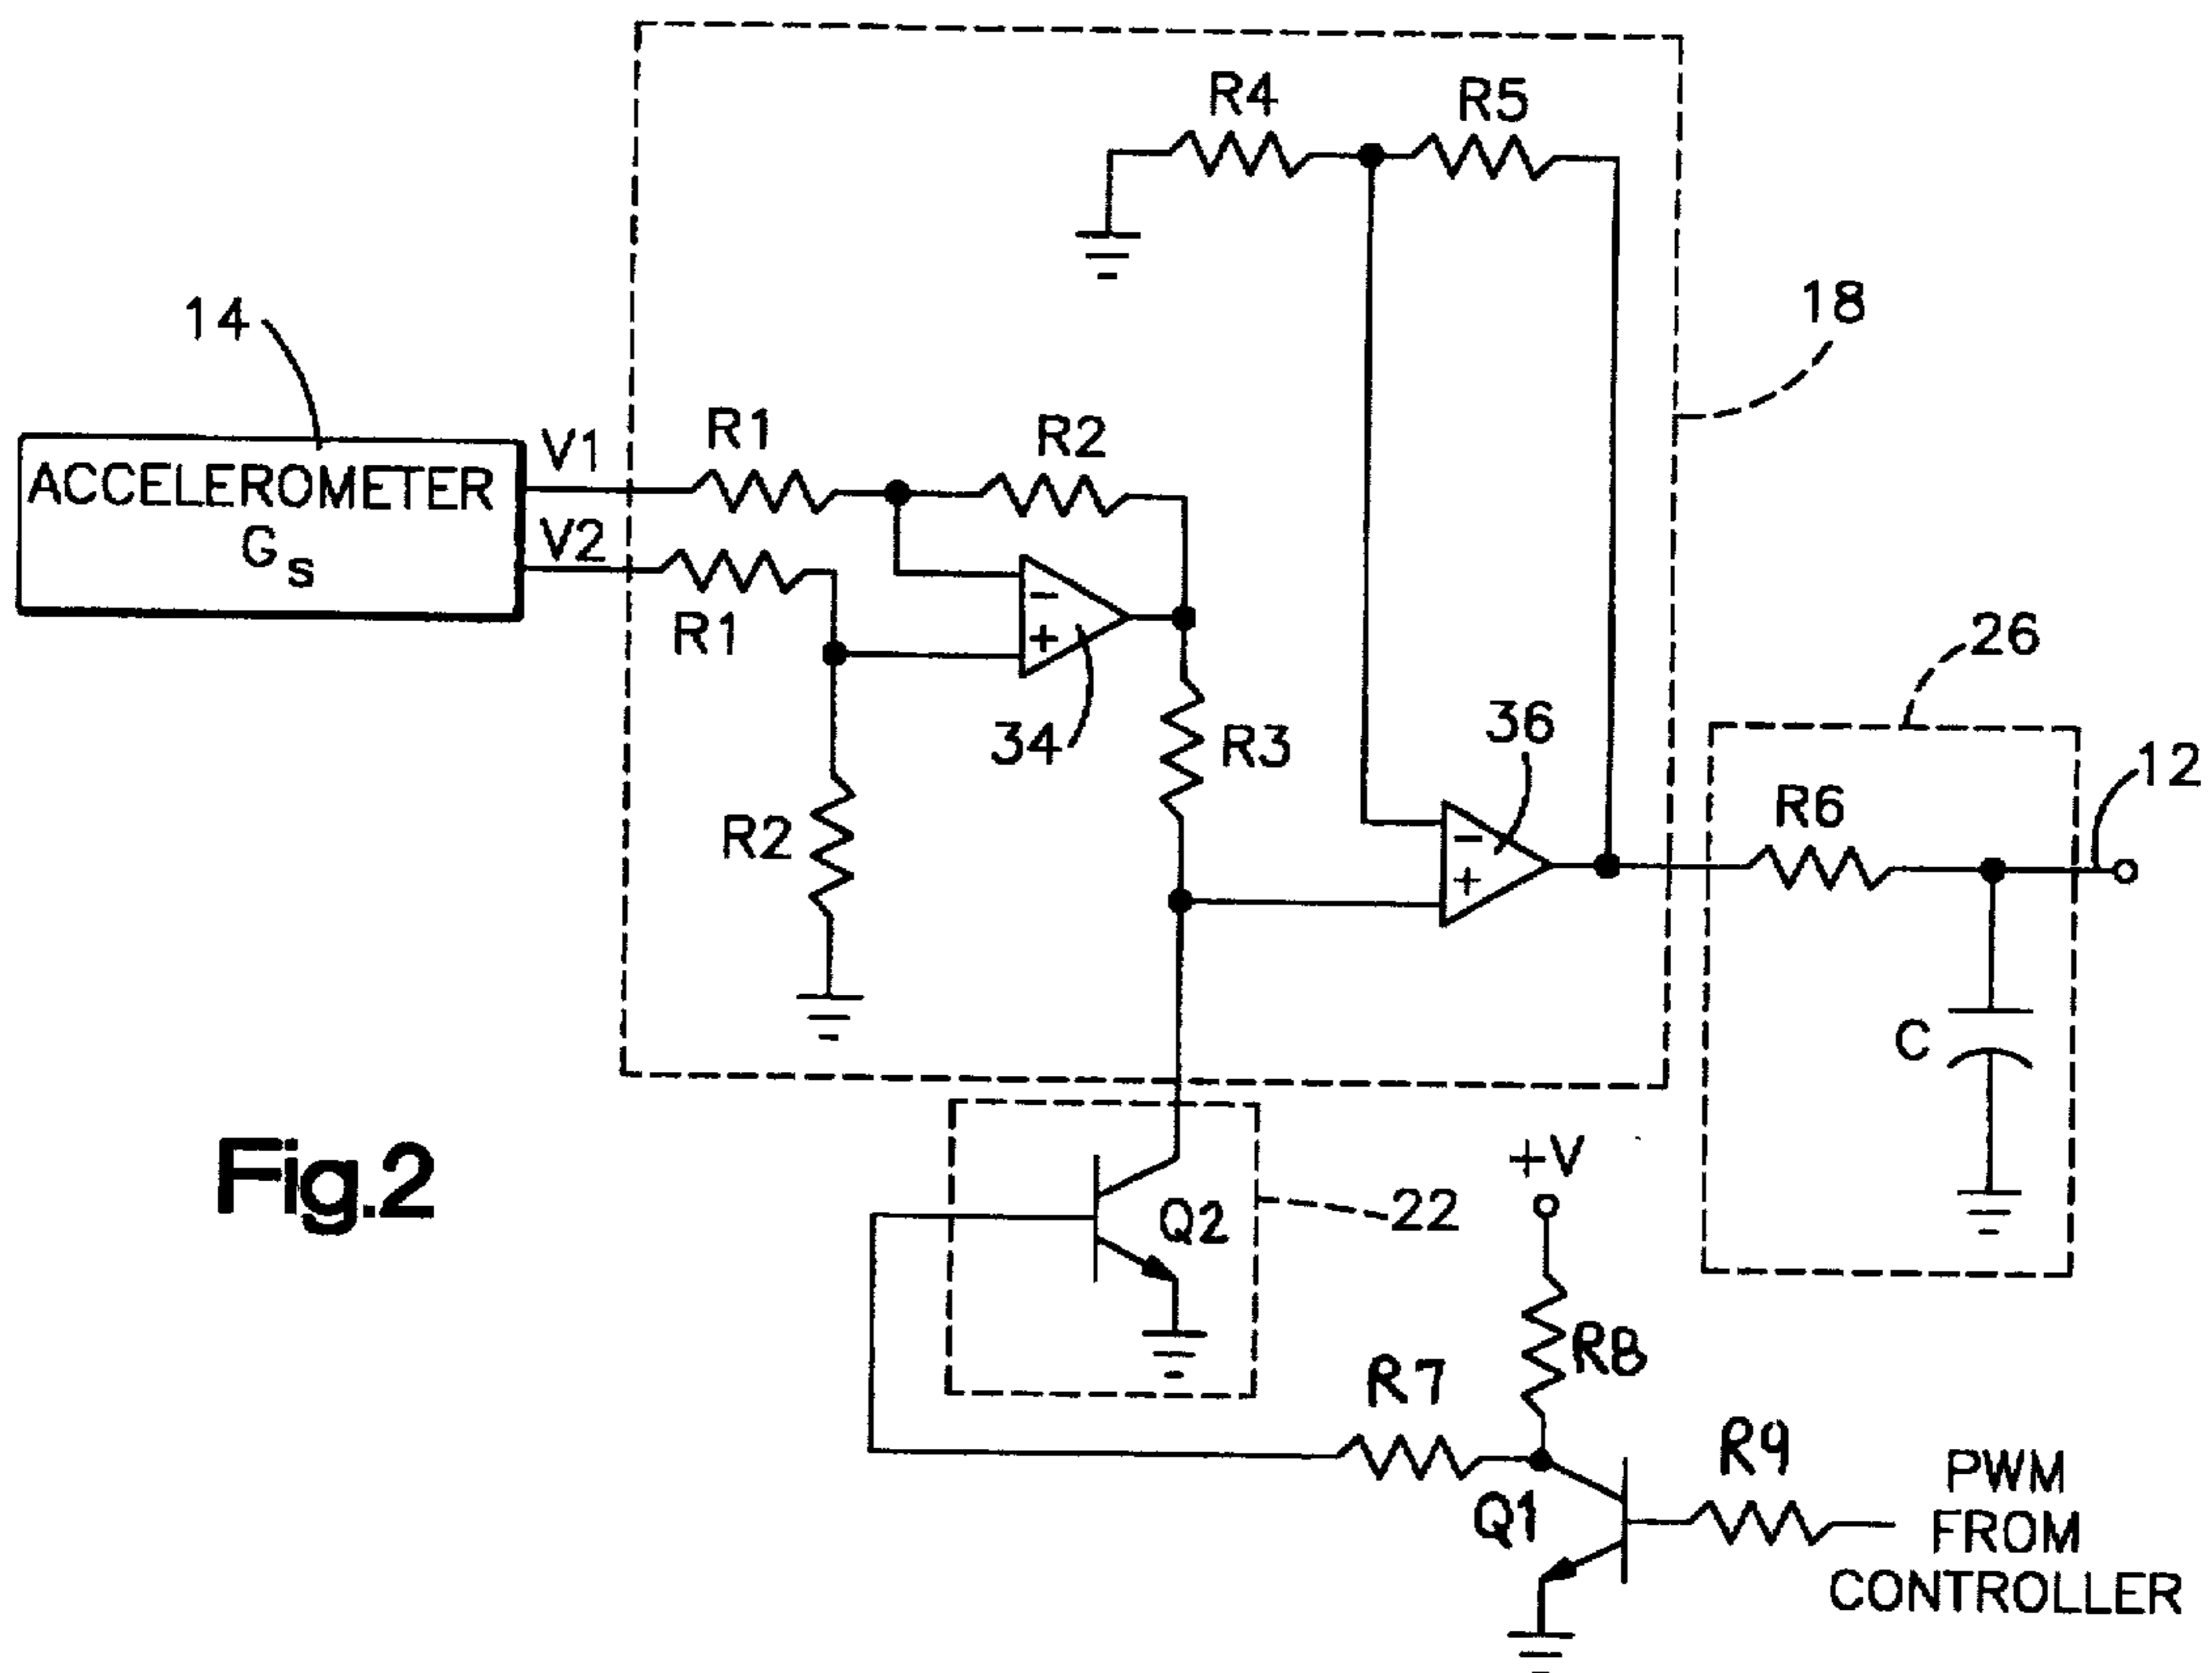 R4
R5
18
14
V1
R1
R2
ACCELEROMETER
GS
V2
R1
−
+
34
R3
R2
36
−
+
26
R6
12
C
Fig.2
Q2
22
+V
R8
R7
R9
Q1
PWM
FROM
CONTROLLER